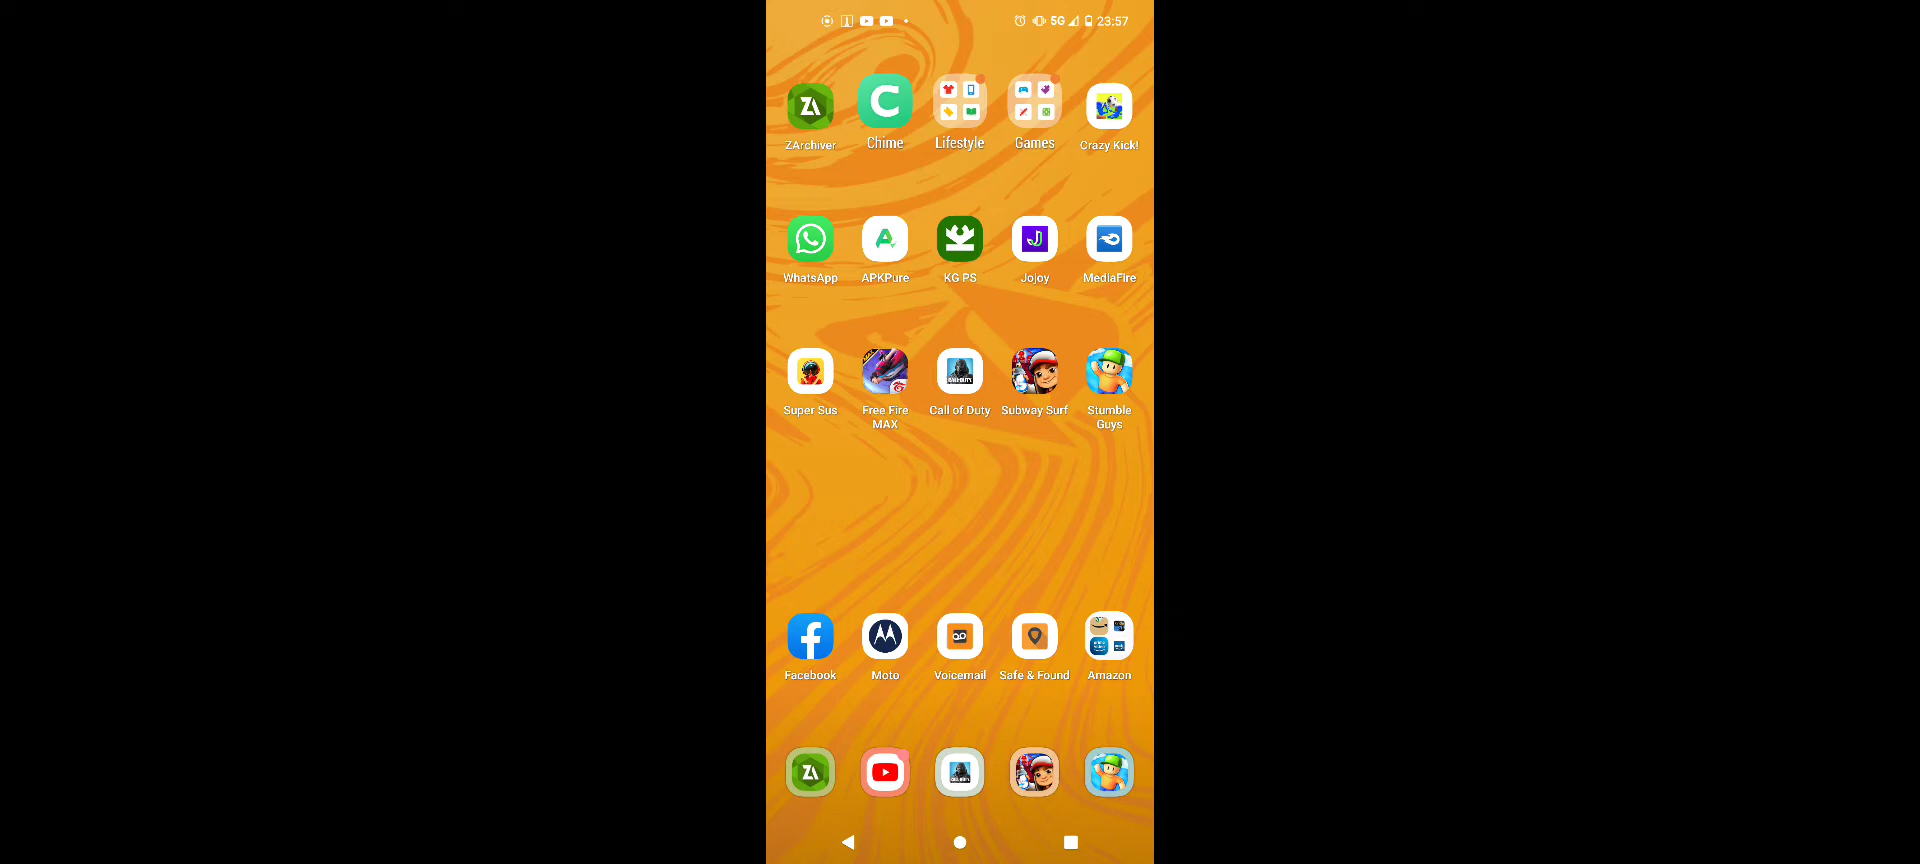 5G 23:57
ZArchiver Chime Lifestyle Games Crazy Kick!
WhatsApp APKPure KG PS Jojoy MediaFire
Super Sus Free Fire MAX Call of Duty Subway Surf Stumble Guys
Facebook Moto Voicemail Safe & Found Amazon